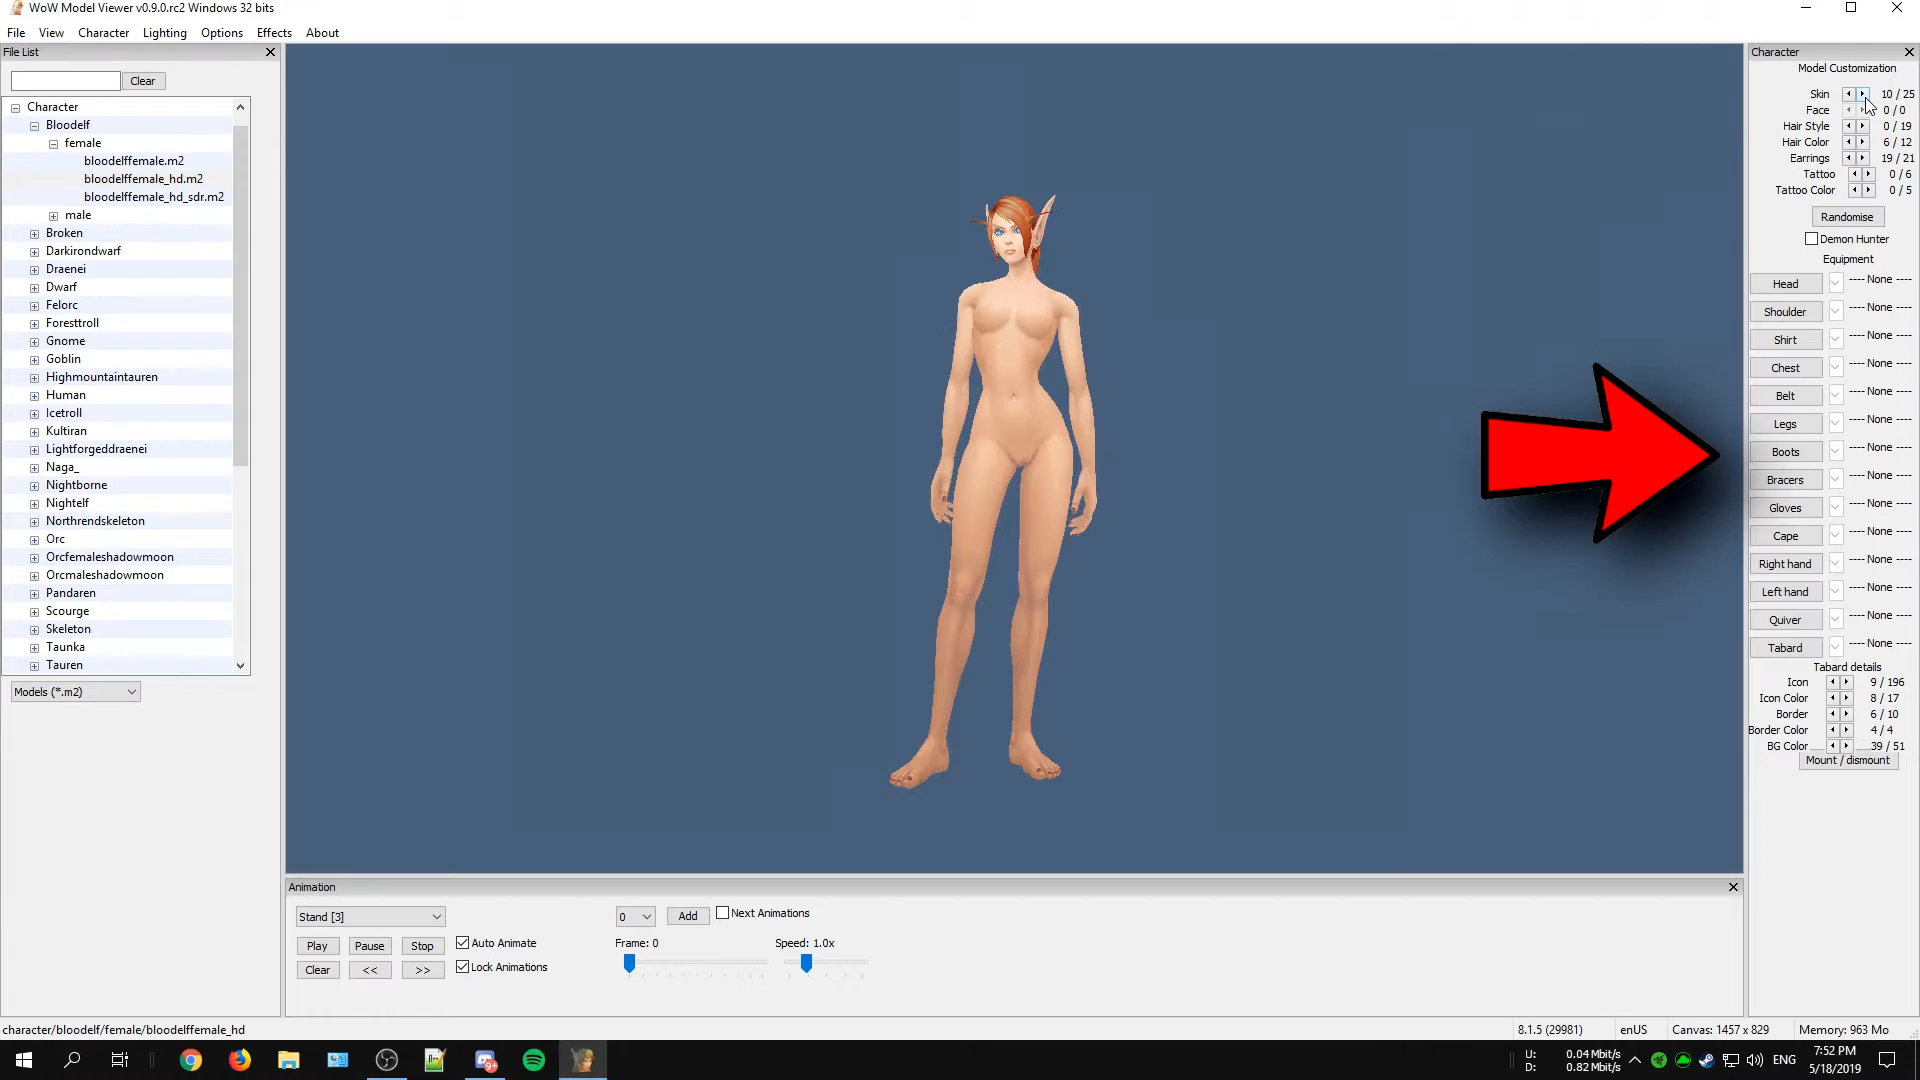 WoW Model Viewer v0.9.0.rc2 Windows 32 bits
File View Character Lighting Options Effects About
File List
Clear
Character
Bloodelf
female
bloodelffemale.m2
bloodelffemale_hd.m2
bloodelffemale_hd_sdr.m2
male
Broken
Darkirondwarf
Draenei
Dwarf
Felorc
Foresttroll
Gnome
Goblin
Highmountaintauren
Human
Icetroll
Kultiran
Lightforgeddraenei
Naga_
Nightborne
Nightelf
Northrendskeleton
Orc
Orcfemaleshadowmoon
Orcmaleshadowmoon
Pandaren
Scourge
Skeleton
Taunka
Tauren
Models (*.m2)
Character
Model Customization
Skin 10 / 25
Face 0 / 0
Hair Style 0 / 19
Hair Color 6 / 12
Earrings 19 / 21
Tattoo 0 / 6
Tattoo Color 0 / 5
Randomise
Demon Hunter
Equipment
Head ---- None ----
Shoulder ---- None ----
Shirt ---- None ----
Chest ---- None ----
Belt ---- None ----
Legs ---- None ----
Boots ---- None ----
Bracers ---- None ----
Gloves ---- None ----
Cape ---- None ----
Right hand ---- None ----
Left hand ---- None ----
Quiver ---- None ----
Tabard ---- None ----
Tabard details
Icon 9 / 196
Icon Color 8 / 17
Border 6 / 10
Border Color 4 / 4
BG Color 39 / 51
Mount / dismount
Animation
Stand [3] 0 Add Next Animations
Play Pause Stop Auto Animate Frame: 0 Speed: 1.0x
Clear << >> Lock Animations
character/bloodelf/female/bloodelffemale_hd 8.1.5 (29981) enUS Canvas: 1457 x 829 Memory: 963 Mo
9+
U: 0.04 Mbit/s
D: 0.82 Mbit/s
ENG
7:52 PM
5/18/2019